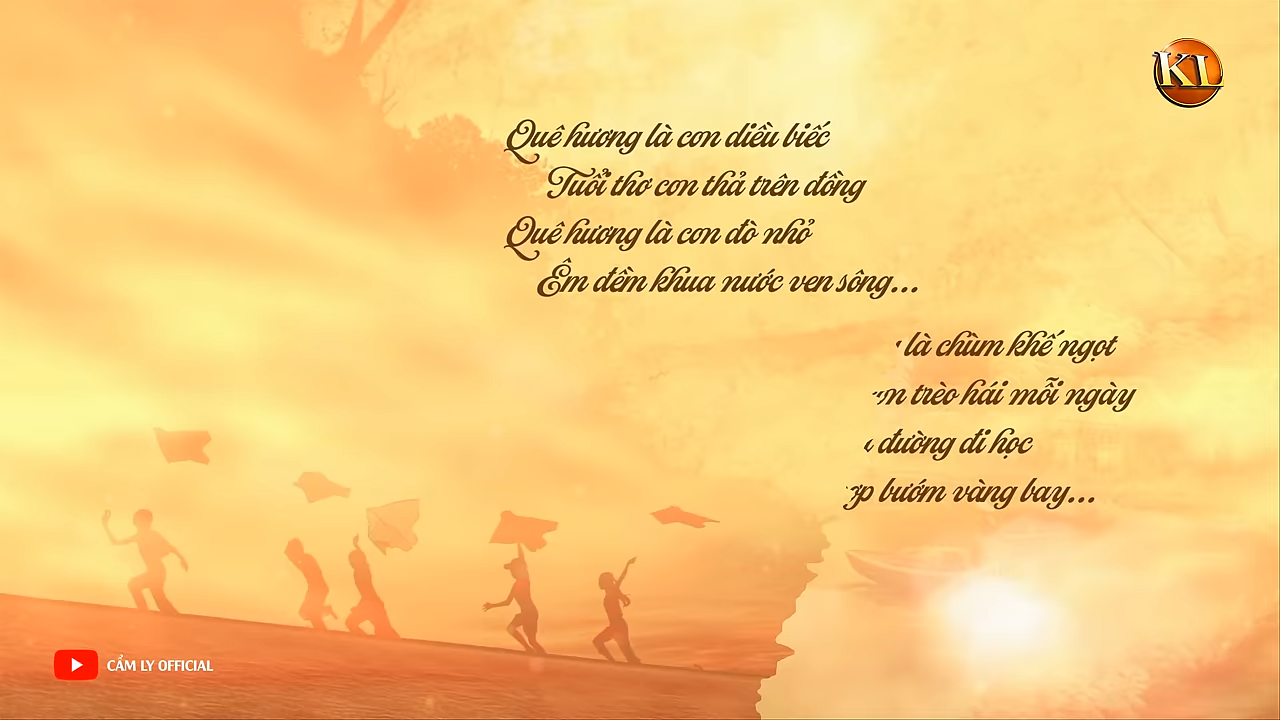 KL
Quê hương là con diều biếc
Tuổi thơ con thả trên đồng
Quê hương là con đò nhỏ
Êm đềm khua nước ven sông...
là chùm khế ngọt
trèo hái mỗi ngày
đường đi học
bướm vàng bay...
CẨM LY OFFICIAL